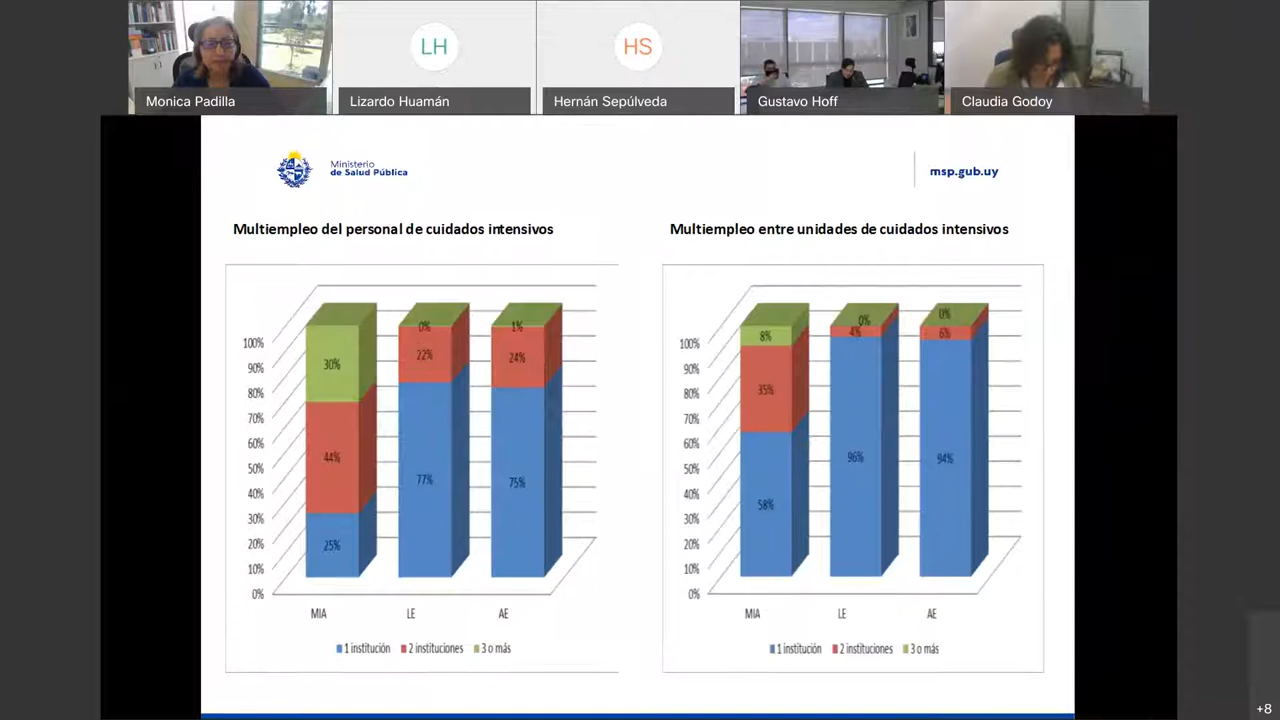 LH
HS
Monica Padilla
Lizardo Huamán
Hernán Sepúlveda
Gustavo Hoff
Claudia Godoy
Ministerio
de Salud Pública
msp.gub.uy
Multiempleo del personal de cuidados intensivos
100%
90%
80%
70%
60%
50%
40%
30%
20%
10%
0%
30%
44%
25%
0%
22%
77%
1%
24%
75%
MIA
LE
AE
1 institución
2 instituciones
3 o más
Multiempleo entre unidades de cuidados intensivos
100%
90%
80%
70%
60%
50%
40%
30%
20%
10%
0%
8%
35%
58%
0%
4%
96%
0%
6%
94%
MIA
LE
AE
1 institución
2 instituciones
3 o más
+8